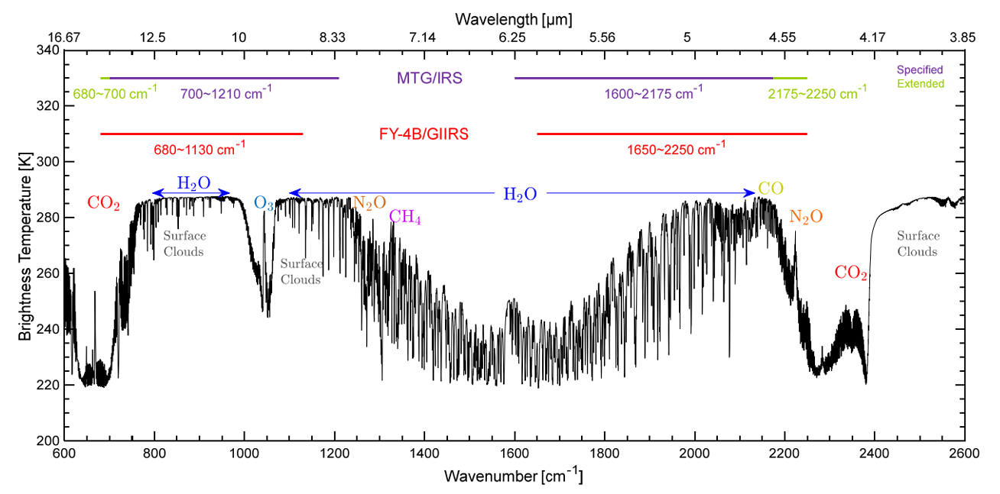 Wavelength [µm]
16.67 12.5 10 8.33 7.14 6.25 5.56 5 4.55 4.17 3.85
340
MTG/IRS
Specified
Extended
680~700 cm⁻¹ 700~1210 cm⁻¹ 1600~2175 cm⁻¹ 2175~2250 cm⁻¹
320
FY-4B/GIIRS
680~1130 cm⁻¹ 1650~2250 cm⁻¹
300
H₂O H₂O CO
CO₂ O₃ N₂O
280
CH₄ N₂O
Surface
Clouds
Surface
Clouds
Surface
Clouds
260
CO₂
240
220
200
Brightness Temperature [K]
600 800 1000 1200 1400 1600 1800 2000 2200 2400 2600
Wavenumber [cm⁻¹]